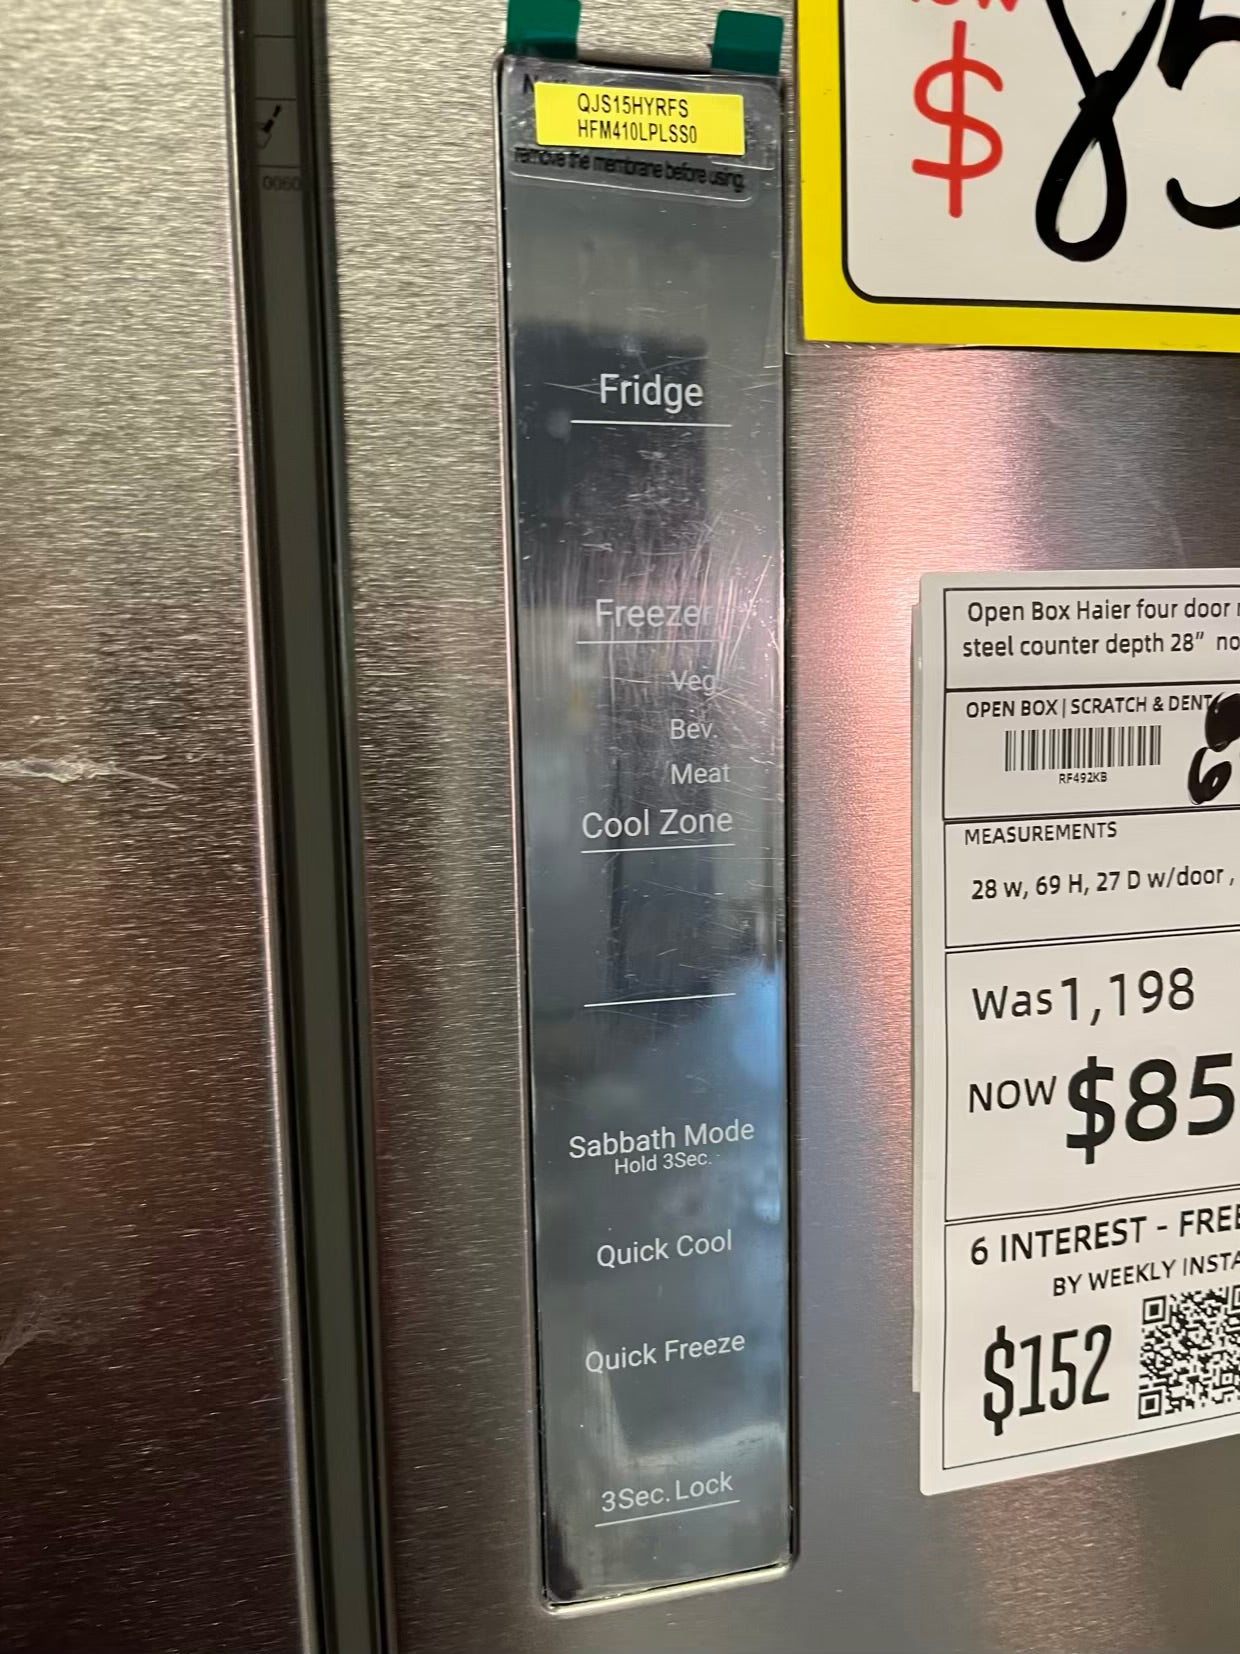 QJS15HYRFS
HFM410LPLSS0
remove the membrane before using.
0060
Fridge
Freezer
Veg.
Bev.
Meat
Cool Zone
Sabbath Mode
Hold 3Sec.
Quick Cool
Quick Freeze
3Sec. Lock
$85
Open Box Haier four door
steel counter depth 28" no
OPEN BOX | SCRATCH & DENT
RF492KB
MEASUREMENTS
28 w, 69 H, 27 D w/door ,
Was 1,198
NOW $85
6 INTEREST - FREE
BY WEEKLY INSTA
$152